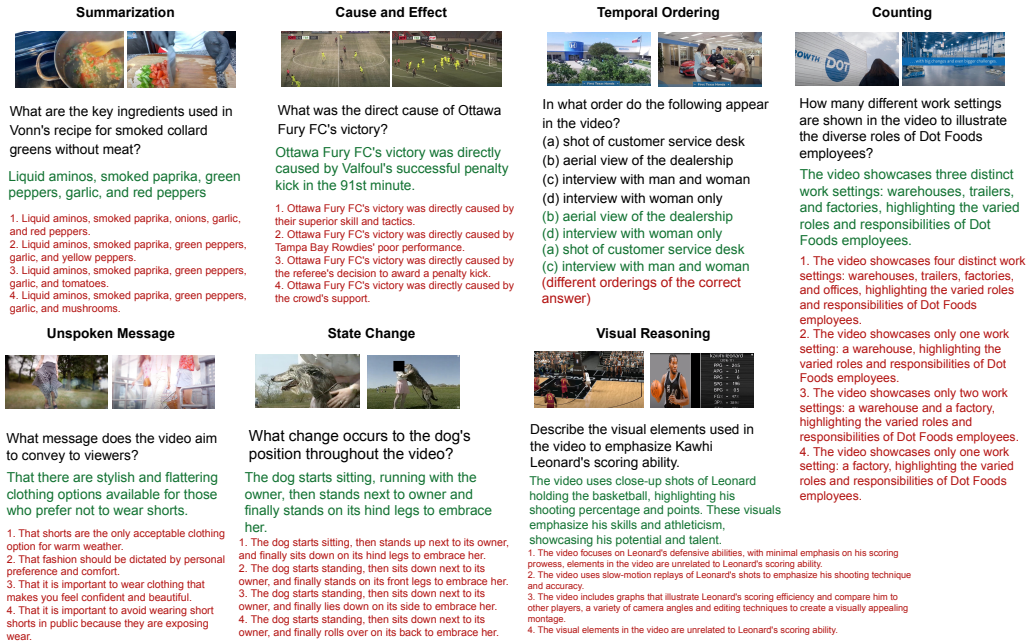 Summarization
What are the key ingredients used in
Vonn's recipe for smoked collard
greens without meat?
Liquid aminos, smoked paprika, green
peppers, garlic, and red peppers
1. Liquid aminos, smoked paprika, onions, garlic,
and red peppers.
2. Liquid aminos, smoked paprika, green peppers,
garlic, and yellow peppers.
3. Liquid aminos, smoked paprika, green peppers,
garlic, and tomatoes.
4. Liquid aminos, smoked paprika, green peppers,
garlic, and mushrooms.
Cause and Effect
What was the direct cause of Ottawa
Fury FC's victory?
Ottawa Fury FC's victory was directly
caused by Valfoul's successful penalty
kick in the 91st minute.
1. Ottawa Fury FC's victory was directly caused by
their superior skill and tactics.
2. Ottawa Fury FC's victory was directly caused by
Tampa Bay Rowdies' poor performance.
3. Ottawa Fury FC's victory was directly caused by
the referee's decision to award a penalty kick.
4. Ottawa Fury FC's victory was directly caused by
the crowd's support.
Temporal Ordering
In what order do the following appear
in the video?
(a) shot of customer service desk
(b) aerial view of the dealership
(c) interview with man and woman
(d) interview with woman only
(b) aerial view of the dealership
(d) interview with woman only
(a) shot of customer service desk
(c) interview with man and woman
(different orderings of the correct
answer)
Counting
OWTH DOT
with big changes and even bigger challenges
How many different work settings
are shown in the video to illustrate
the diverse roles of Dot Foods
employees?
The video showcases three distinct
work settings: warehouses, trailers,
and factories, highlighting the varied
roles and responsibilities of Dot
Foods employees.
1. The video showcases four distinct work
settings: warehouses, trailers, factories,
and offices, highlighting the varied roles
and responsibilities of Dot Foods
employees.
2. The video showcases only one work
setting: a warehouse, highlighting the
varied roles and responsibilities of Dot
Foods employees.
3. The video showcases only two work
settings: a warehouse and a factory,
highlighting the varied roles and
responsibilities of Dot Foods employees.
4. The video showcases only one work
setting: a factory, highlighting the varied
roles and responsibilities of Dot Foods
employees.
Unspoken Message
What message does the video aim
to convey to viewers?
That there are stylish and flattering
clothing options available for those
who prefer not to wear shorts.
1. That shorts are the only acceptable clothing
option for warm weather.
2. That fashion should be dictated by personal
preference and comfort.
3. That it is important to wear clothing that
makes you feel confident and beautiful.
4. That it is important to avoid wearing short
shorts in public because they are exposing
wear.
State Change
What change occurs to the dog's
position throughout the video?
The dog starts sitting, running with the
owner, then stands next to owner and
finally stands on its hind legs to embrace
her.
1. The dog starts sitting, then stands up next to its owner,
and finally sits down on its hind legs to embrace her.
2. The dog starts standing, then sits down next to its
owner, and finally stands on its front legs to embrace her.
3. The dog starts standing, then sits down next to its
owner, and finally lies down on its side to embrace her.
4. The dog starts standing, then sits down next to its
owner, and finally rolls over on its back to embrace her.
Visual Reasoning
Describe the visual elements used in
the video to emphasize Kawhi
Leonard's scoring ability.
The video uses close-up shots of Leonard
holding the basketball, highlighting his
shooting percentage and points. These visuals
emphasize his skills and athleticism,
showcasing his potential and talent.
1. The video focuses on Leonard's defensive abilities, with minimal emphasis on his scoring
prowess, elements in the video are unrelated to Leonard's scoring ability.
2. The video uses slow-motion replays of Leonard's shots to emphasize his shooting technique
and accuracy.
3. The video includes graphs that illustrate Leonard's scoring efficiency and compare him to
other players, a variety of camera angles and editing techniques to create a visually appealing
montage.
4. The visual elements in the video are unrelated to Leonard's scoring ability.